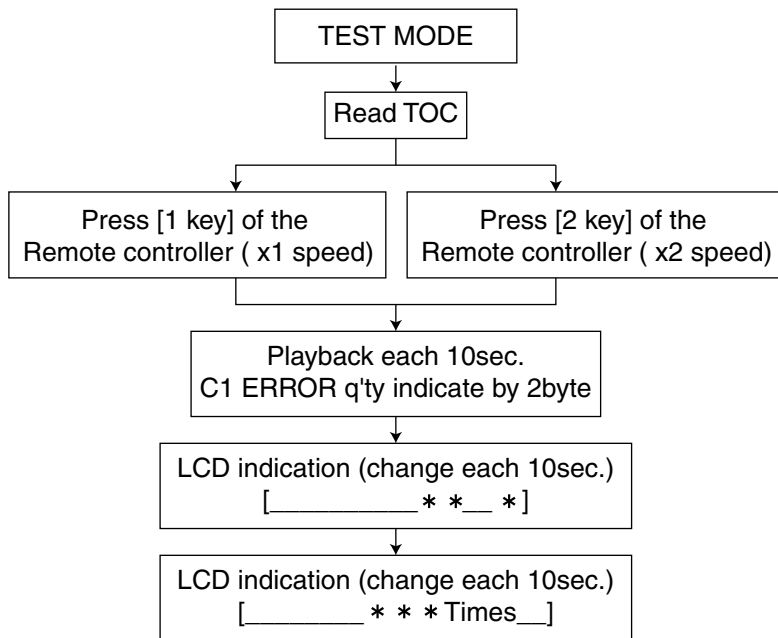 TEST MODE
Read TOC
Press [1 key] of the
Remote controller ( x1 speed)
Press [2 key] of the
Remote controller ( x2 speed)
Playback each 10sec.
C1 ERROR q'ty indicate by 2byte
LCD indication (change each 10sec.)
[__________* *__ *]
LCD indication (change each 10sec.)
[________* * *Times__]